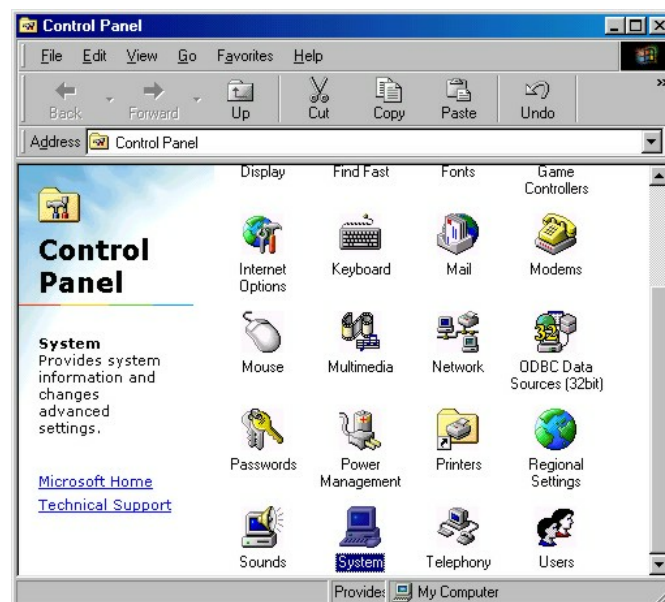 Control Panel
File Edit View Go Favorites Help
Back Forward Up Cut Copy Paste Undo »
Address Control Panel
Control
Panel
System
Provides system
information and
changes
advanced
settings.
Microsoft Home
Technical Support
Display Find Fast Fonts Game
Controllers
Internet
Options
Keyboard Mail Modems
Mouse Multimedia Network 32 ODBC Data
Sources (32bit)
Passwords Power
Management
Printers Regional
Settings
Sounds System Telephony Users
Provides My Computer